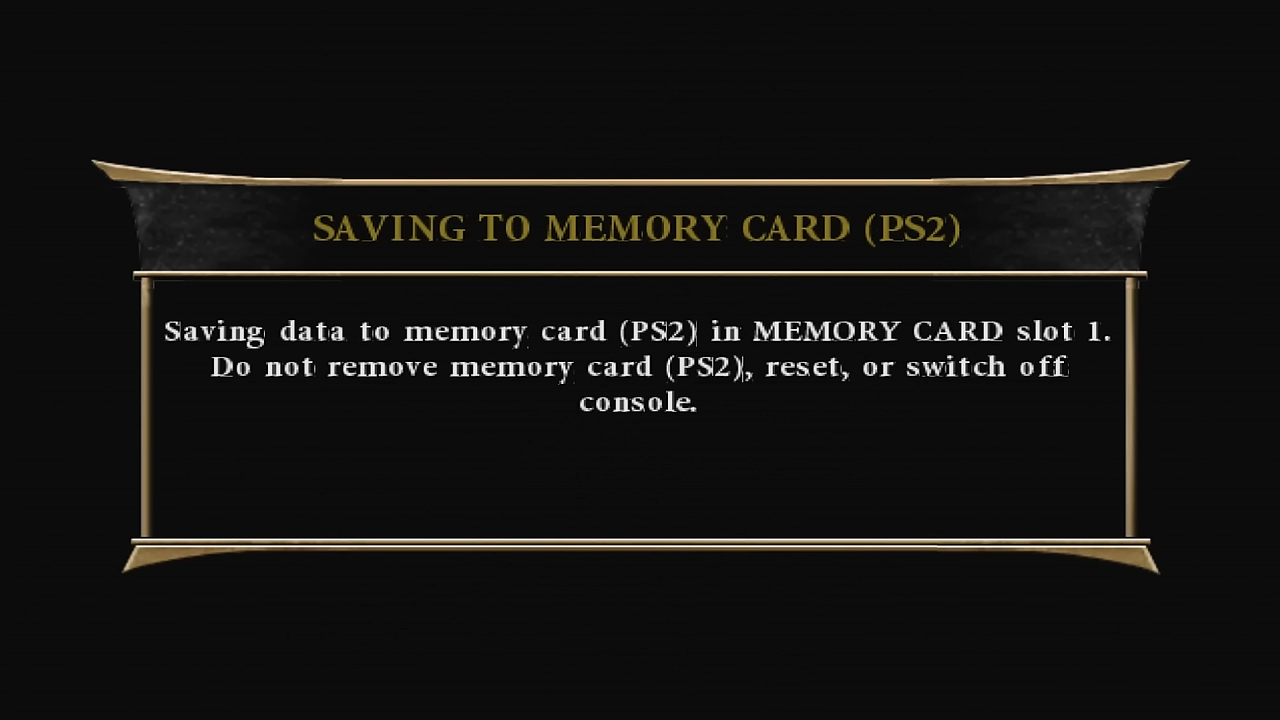 SAVING TO MEMORY CARD (PS2)
Saving data to memory card (PS2) in MEMORY CARD slot 1.
Do not remove memory card (PS2), reset, or switch off
console.